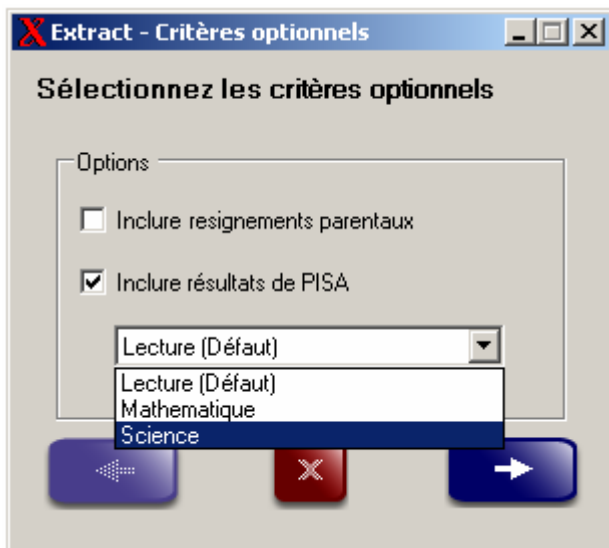 Extract - Critères optionnels
Sélectionnez les critères optionnels
Options
Inclure resignements parentaux
Inclure résultats de PISA
Lecture (Défaut)
Lecture (Défaut)
Mathematique
Science